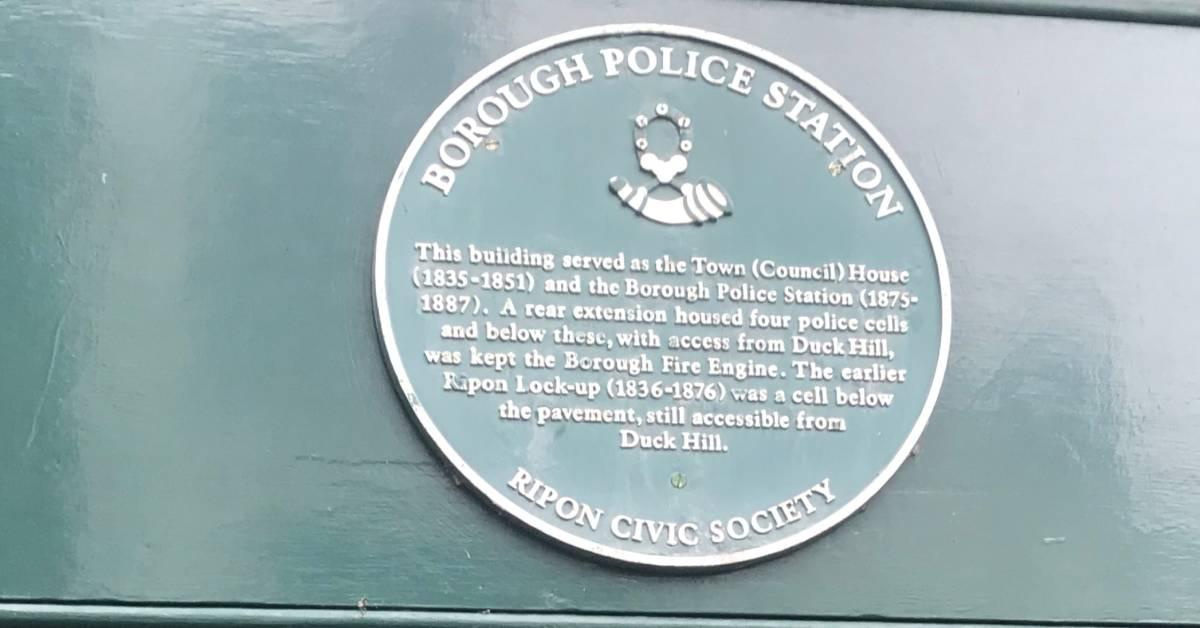 BOROUGH POLICE STATION
This building served as the Town (Council) House
(1835-1851) and the Borough Police Station (1875-
1887). A rear extension housed four police cells
and below these, with access from Duck Hill,
was kept the Borough Fire Engine. The earlier
Ripon Lock-up (1836-1876) was a cell below
the pavement, still accessible from
Duck Hill.
RIPON CIVIC SOCIETY